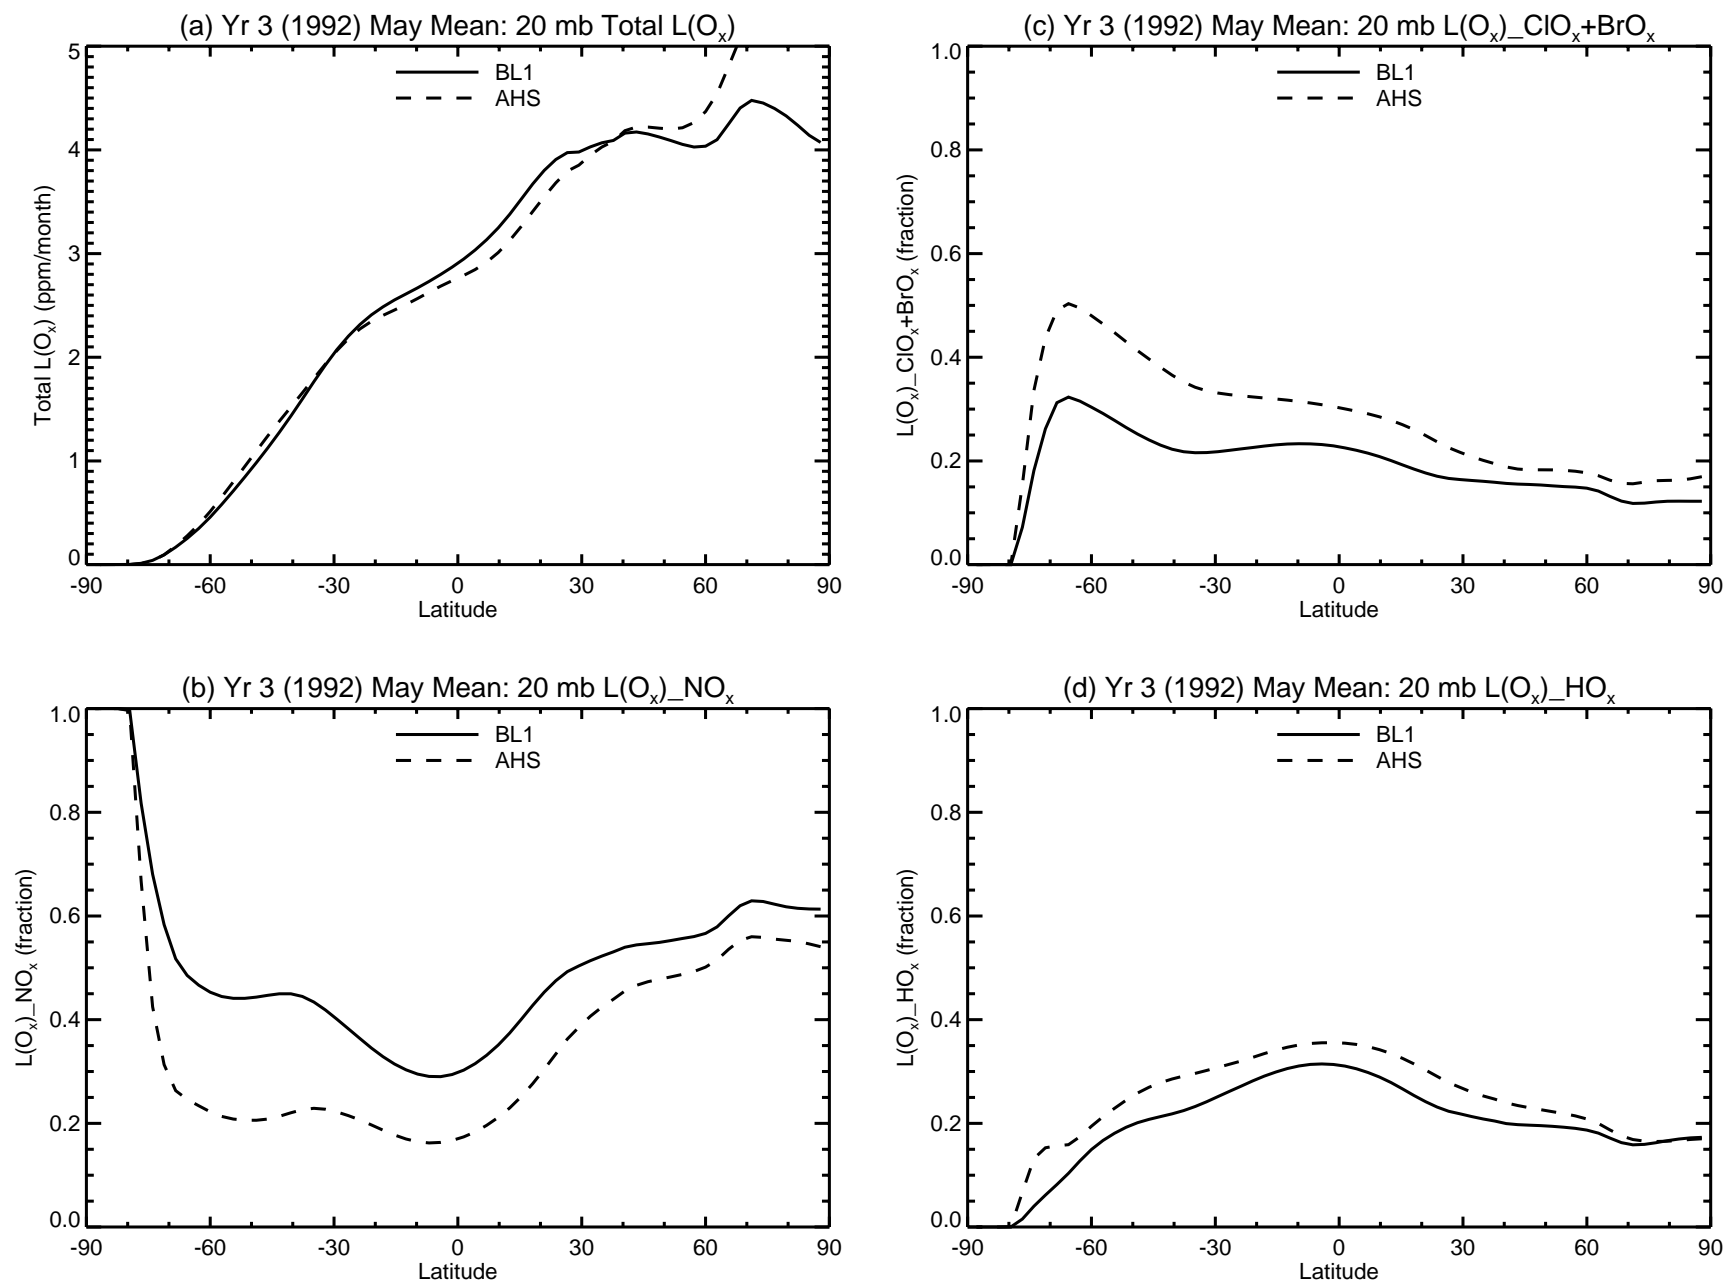 (a) Yr 3 (1992) May Mean: 20 mb Total L(Oₓ)
5
4
3
2
1
0
Total L(Oₓ) (ppm/month)
BL1
AHS
-90 -60 -30 0 30 60 90
Latitude
(c) Yr 3 (1992) May Mean: 20 mb L(Oₓ)_ClOₓ+BrOₓ
1.0
0.8
0.6
0.4
0.2
0.0
L(Oₓ)_ClOₓ+BrOₓ (fraction)
BL1
AHS
-90 -60 -30 0 30 60 90
Latitude
(b) Yr 3 (1992) May Mean: 20 mb L(Oₓ)_NOₓ
1.0
0.8
0.6
0.4
0.2
0.0
L(Oₓ)_NOₓ (fraction)
BL1
AHS
-90 -60 -30 0 30 60 90
Latitude
(d) Yr 3 (1992) May Mean: 20 mb L(Oₓ)_HOₓ
1.0
0.8
0.6
0.4
0.2
0.0
L(Oₓ)_HOₓ (fraction)
BL1
AHS
-90 -60 -30 0 30 60 90
Latitude